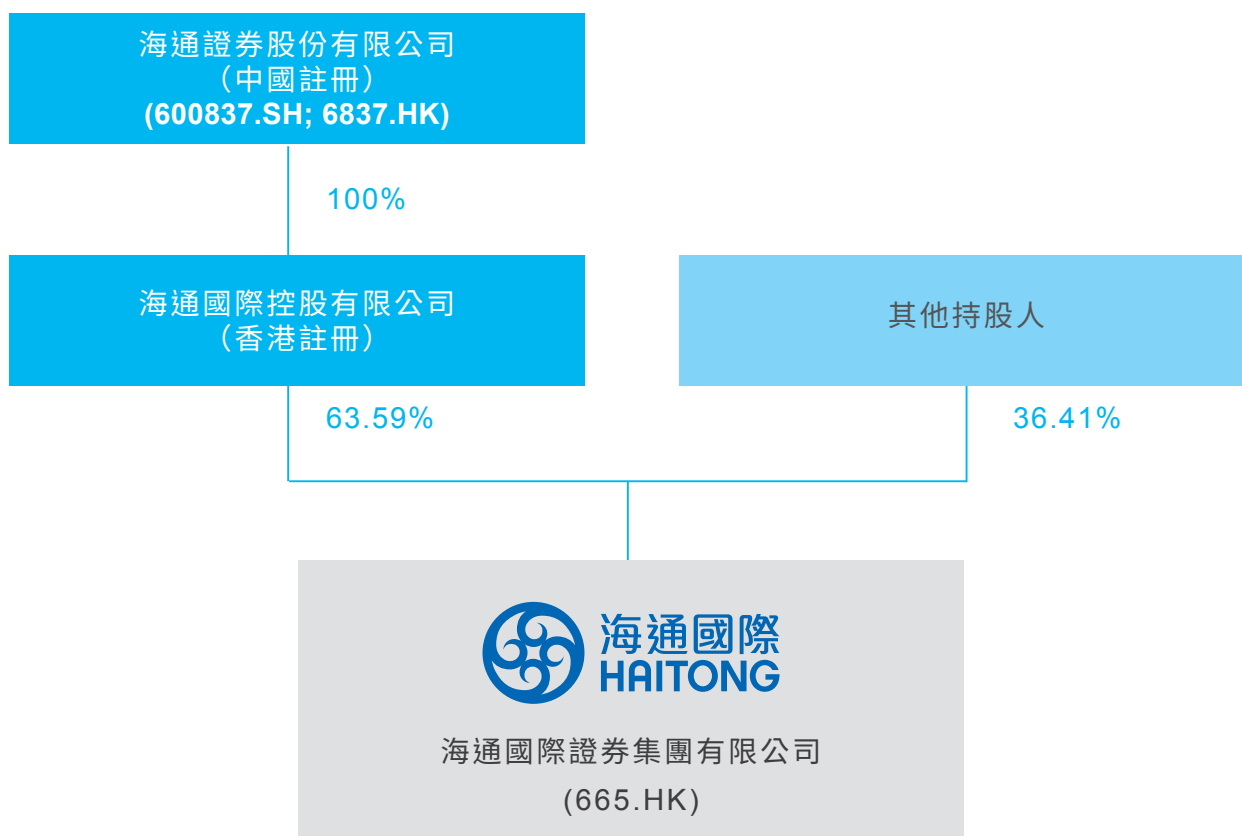 海通證券股份有限公司
（中國註冊）
(600837.SH; 6837.HK)
100%
海通國際控股有限公司
（香港註冊）
其他持股人
63.59%
36.41%
海通國際
HAITONG
海通國際證券集團有限公司
(665.HK)